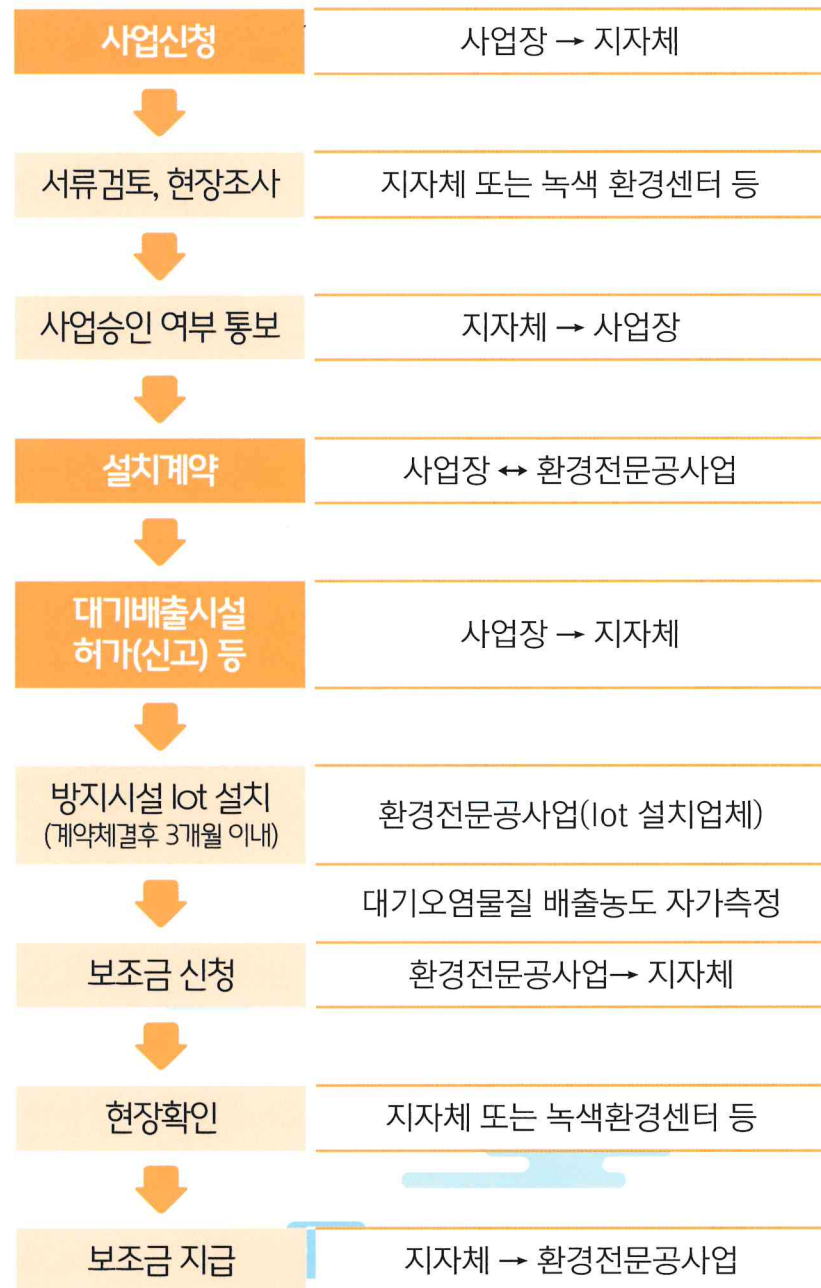 사업신청
사업장 → 지자체
서류검토, 현장조사
지자체 또는 녹색 환경센터 등
사업승인 여부 통보
지자체 → 사업장
설치계약
사업장 ↔ 환경전문공사업
대기배출시설
허가(신고) 등
사업장 → 지자체
방지시설 Iot 설치
(계약체결후 3개월 이내)
환경전문공사업(Iot 설치업체)
대기오염물질 배출농도 자가측정
보조금 신청
환경전문공사업→ 지자체
현장확인
지자체 또는 녹색환경센터 등
보조금 지급
지자체 → 환경전문공사업